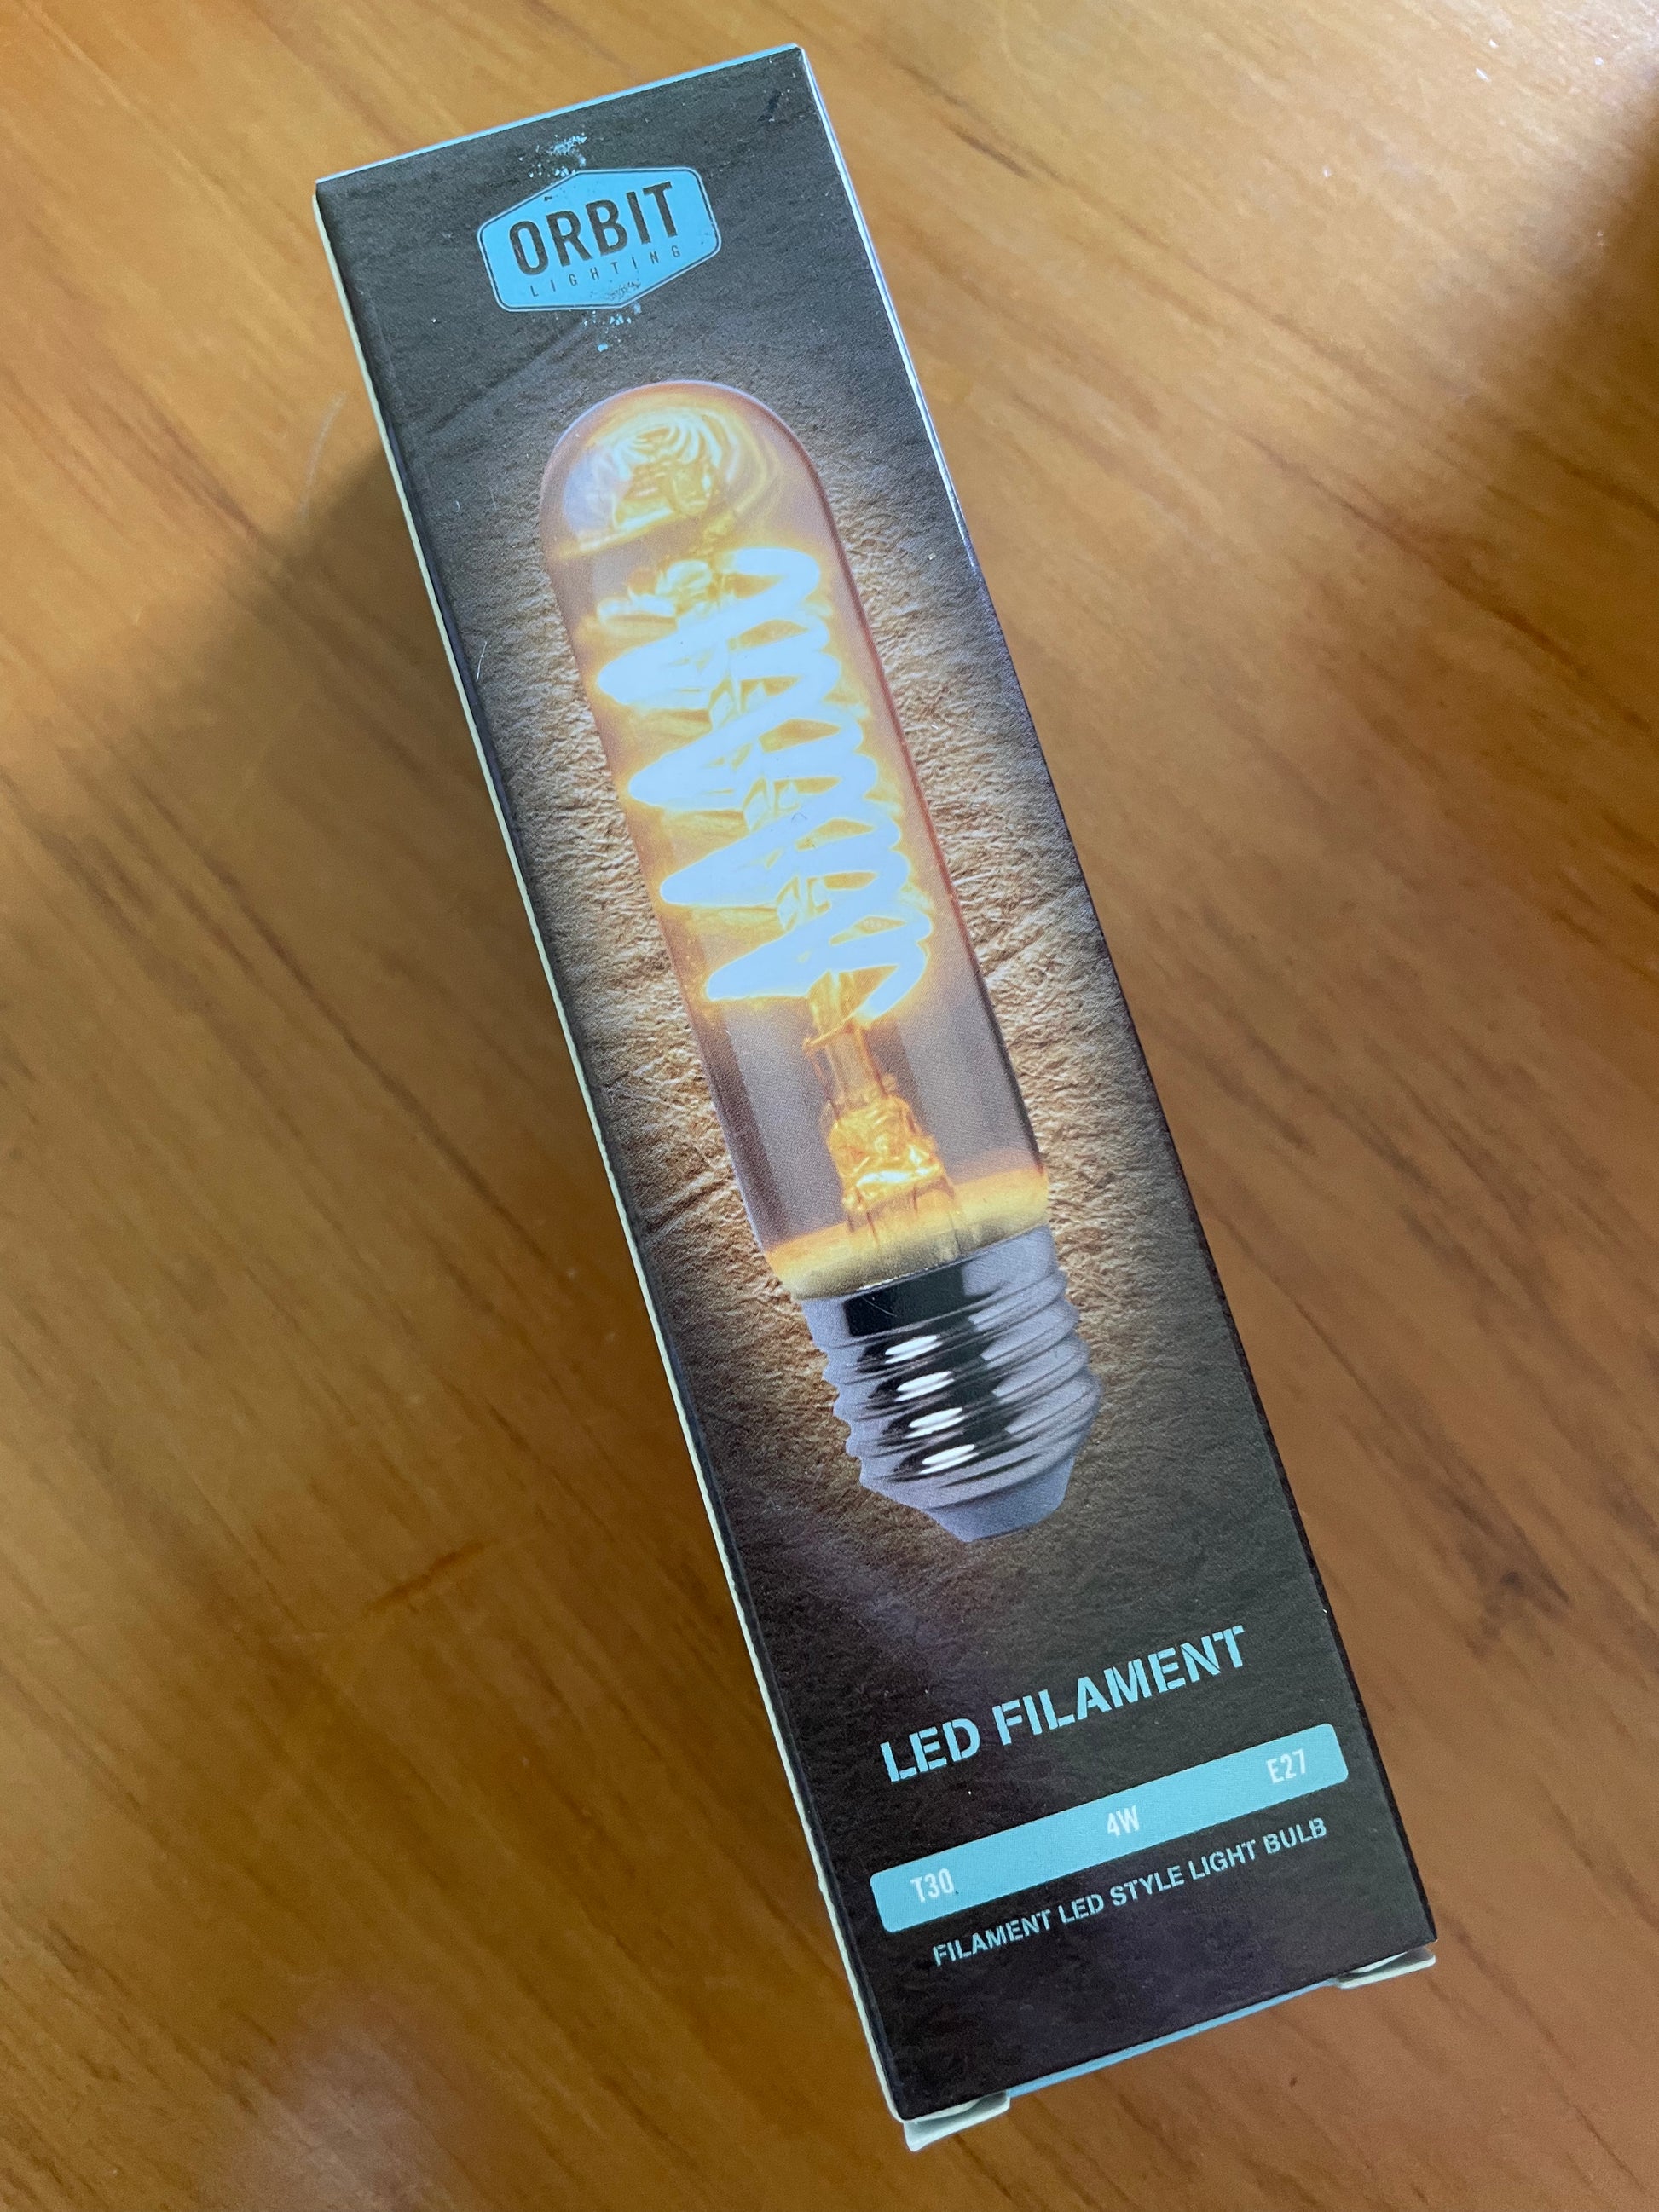 ORBIT
LIGHTING
LED FILAMENT
T30 4W E27
FILAMENT LED STYLE LIGHT BULB